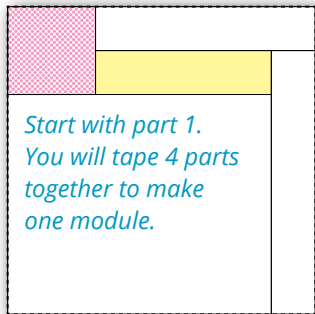 Start with part 1.
You will tape 4 parts
together to make
one module.